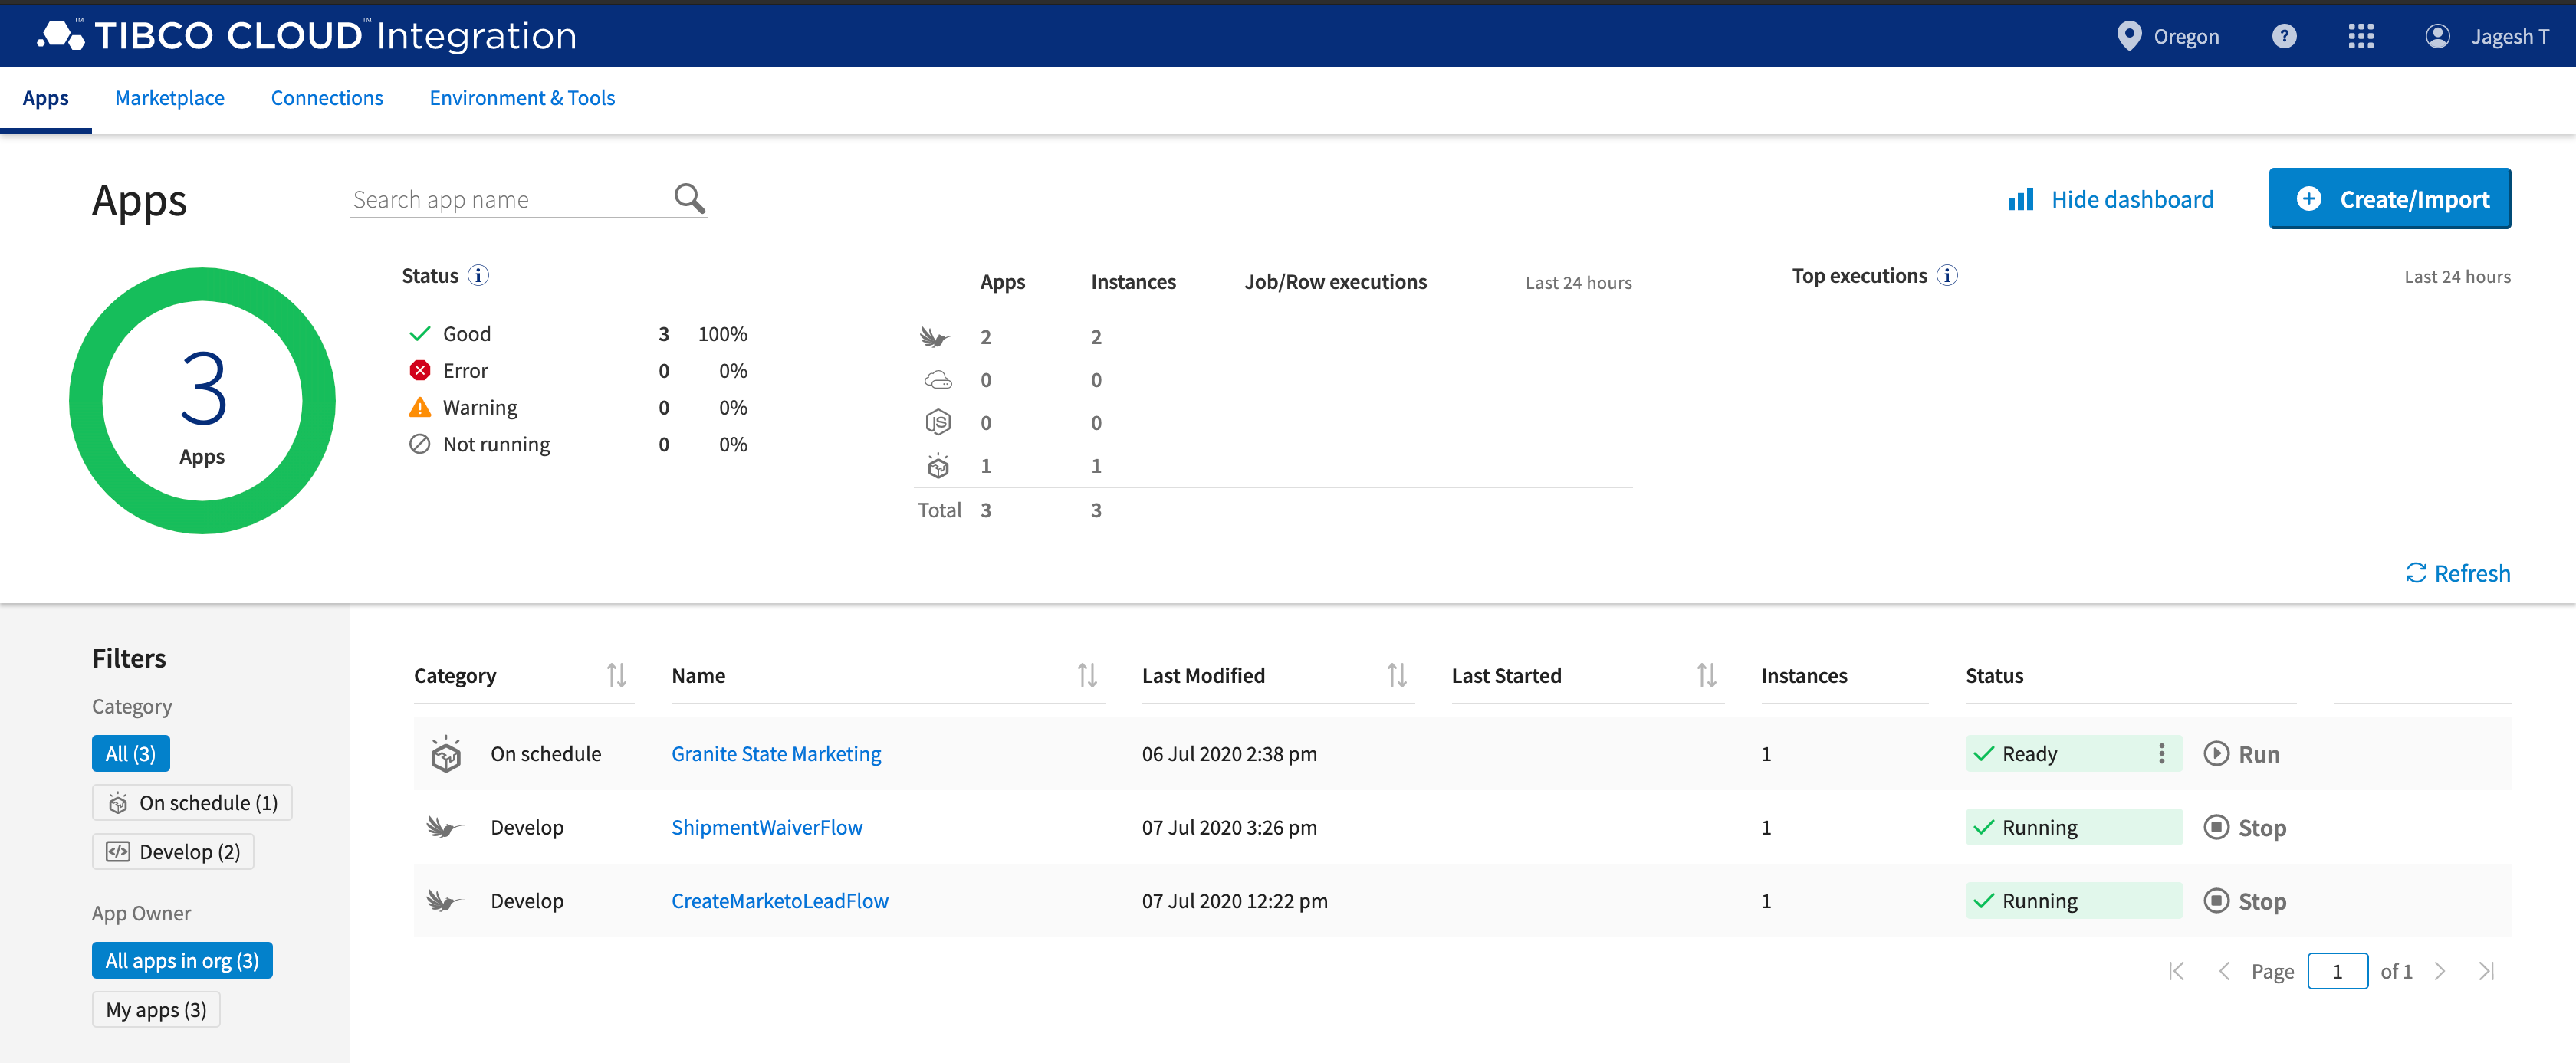 TIBCO CLOUD™ Integration
Oregon
?
Jagesh T
Apps
Marketplace
Connections
Environment & Tools
Apps
Search app name
Hide dashboard
Create/Import
3
Apps
Status i
Good 3 100%
Error 0 0%
Warning 0 0%
Not running 0 0%
Apps Instances Job/Row executions Last 24 hours
2 2
0 0
JS 0 0
1 1
Total 3 3
Top executions i Last 24 hours
Refresh
Filters
Category
All (3)
On schedule (1)
Develop (2)
App Owner
All apps in org (3)
My apps (3)
Category Name Last Modified Last Started Instances Status
On schedule Granite State Marketing 06 Jul 2020 2:38 pm 1 Ready Run
Develop ShipmentWaiverFlow 07 Jul 2020 3:26 pm 1 Running Stop
Develop CreateMarketoLeadFlow 07 Jul 2020 12:22 pm 1 Running Stop
Page 1 of 1